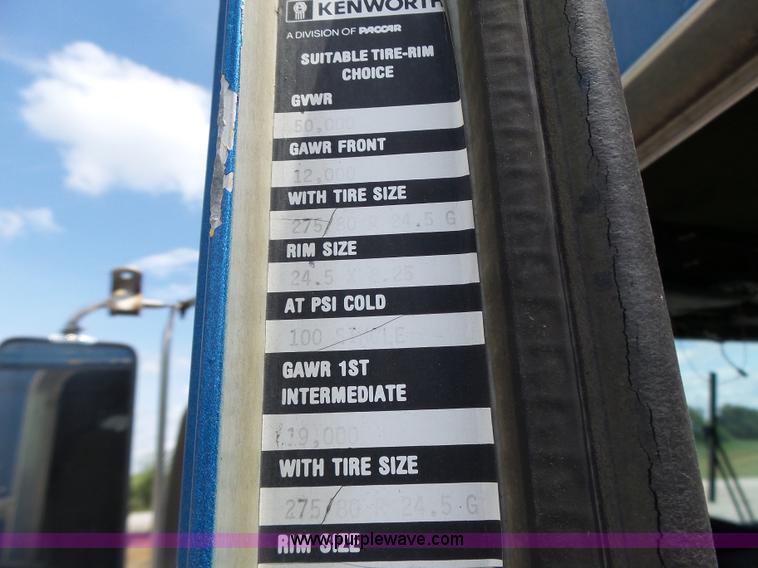 KENWORTH
A DIVISION OF PACCAR
SUITABLE TIRE-RIM
CHOICE
GVWR
50,000
GAWR FRONT
12,000
WITH TIRE SIZE
275/80 R 24.5 G
RIM SIZE
24.5 X 8.25
AT PSI COLD
100 SINGLE
GAWR 1ST
INTERMEDIATE
19,000
WITH TIRE SIZE
275/80 R 24.5 G
RIM SIZE
www.purplewave.com